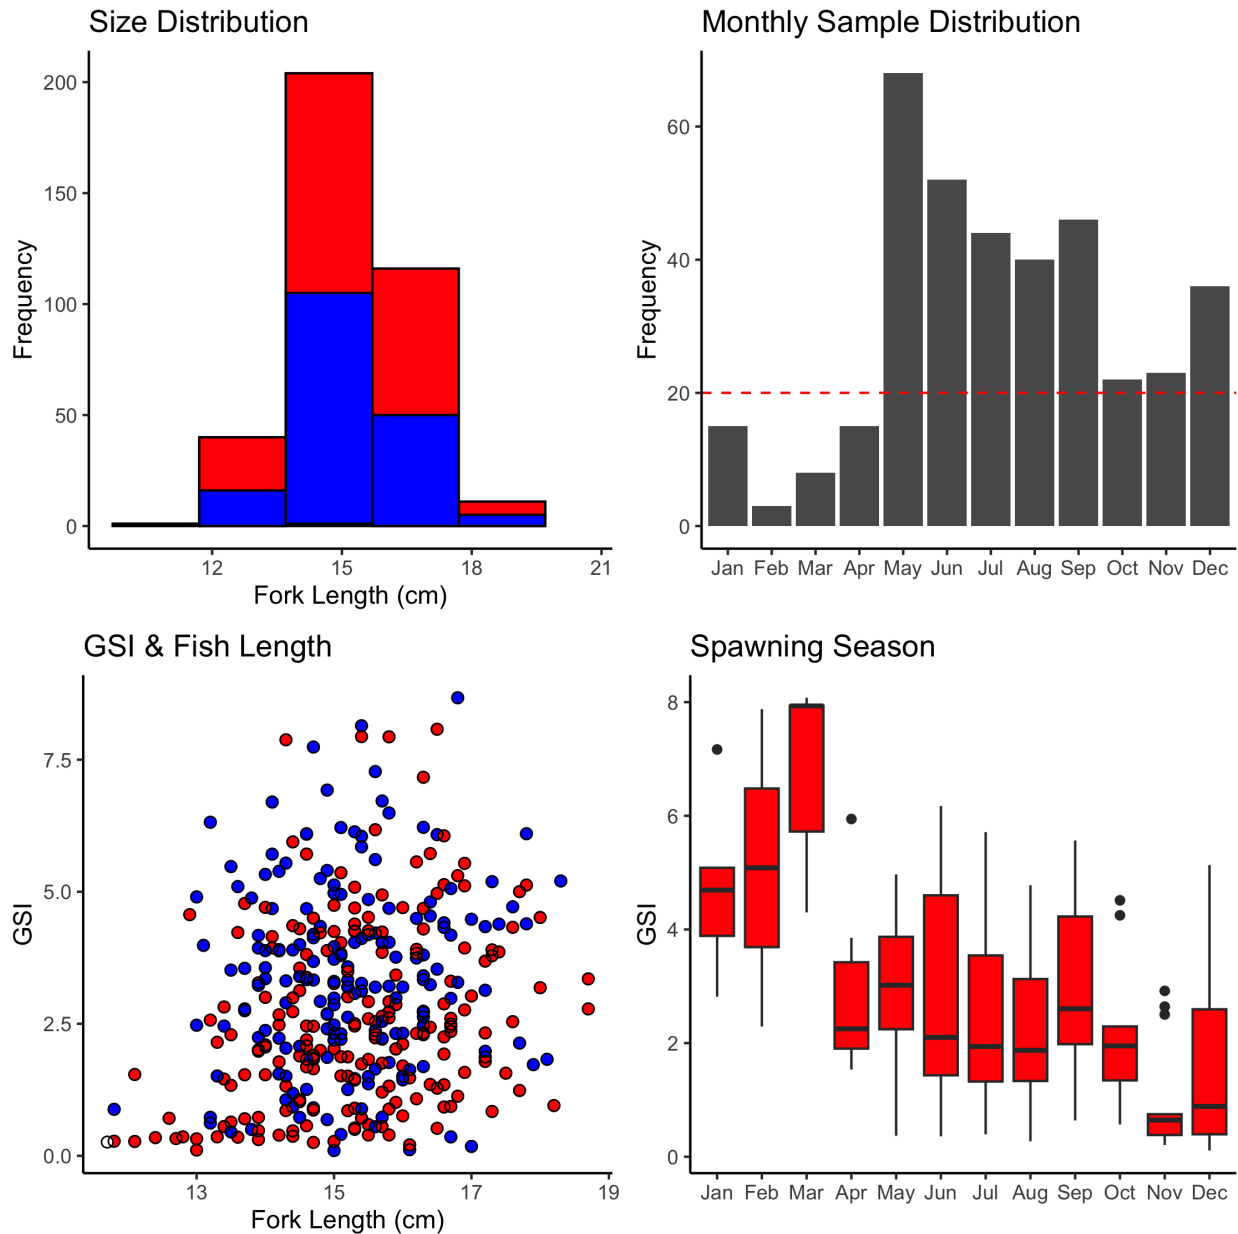 Size Distribution
Frequency
200
150
100
50
0
12 15 18 21
Fork Length (cm)
Monthly Sample Distribution
Frequency
60
40
20
0
Jan Feb Mar Apr May Jun Jul Aug Sep Oct Nov Dec
GSI & Fish Length
GSI
7.5
5.0
2.5
0.0
13 15 17 19
Fork Length (cm)
Spawning Season
GSI
8
6
4
2
0
Jan Feb Mar Apr May Jun Jul Aug Sep Oct Nov Dec